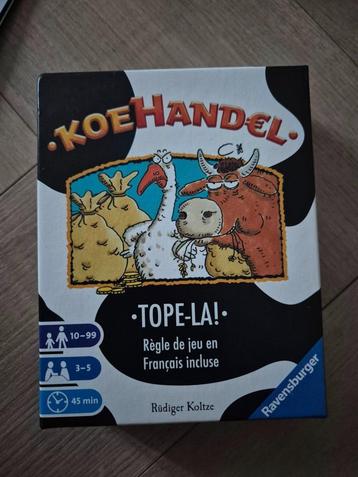 ·KOEHANDEL·
·TOPE-LA!·
Règle de jeu en
Français incluse
10-99
3-5
45 min
Rüdiger Koltze
Ravensburger